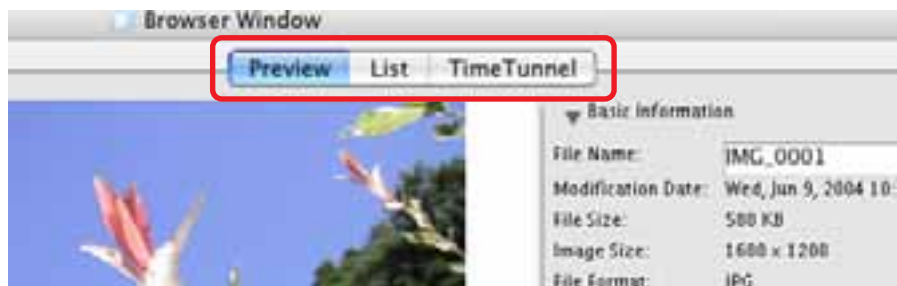 Browser Window
Preview List TimeTunnel
Basic Information
File Name: IMG_0001
Modification Date: Wed, Jun 9, 2004 10
File Size: 588 KB
Image Size: 1600 x 1200
File Format: JPG